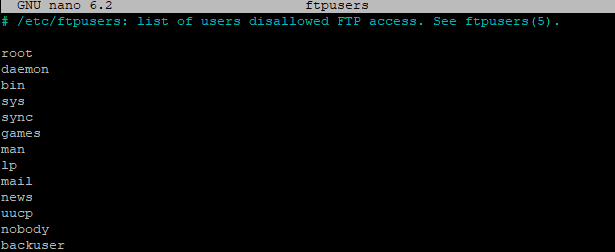 GNU nano 6.2 ftpusers
# /etc/ftpusers: list of users disallowed FTP access. See ftpusers(5).
root
daemon
bin
sys
sync
games
man
lp
mail
news
uucp
nobody
backuser